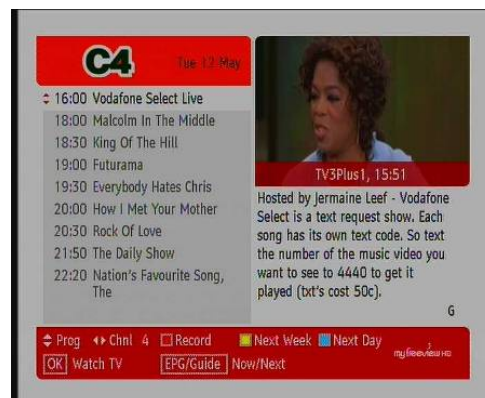 C4
Tue 12 May
16:00 Vodafone Select Live
18:00 Malcolm In The Middle
18:30 King Of The Hill
19:00 Futurama
19:30 Everybody Hates Chris
20:00 How I Met Your Mother
20:30 Rock Of Love
21:50 The Daily Show
22:20 Nation's Favourite Song,
The
TV3Plus1, 15:51
Hosted by Jermaine Leef - Vodafone
Select is a text request show. Each
song has its own text code. So text
the number of the music video you
want to see to 4440 to get it
played (txt's cost 50c).
G
Prog Chnl 4 Record Next Week Next Day
OK Watch TV EPG/Guide Now/Next
my freeview HD